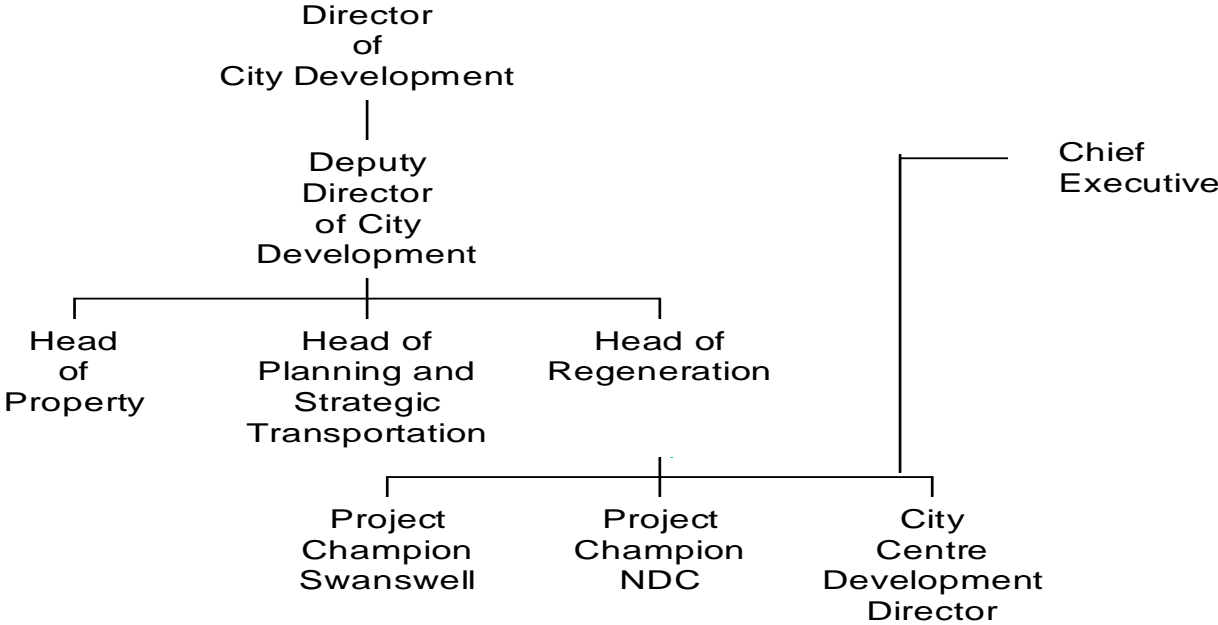 Director
of
City Development
Deputy
Director
of City
Development
Chief
Executive
Head
of
Property
Head of
Planning and
Strategic
Transportation
Head of
Regeneration
Project
Champion
Swanswell
Project
Champion
NDC
City
Centre
Development
Director